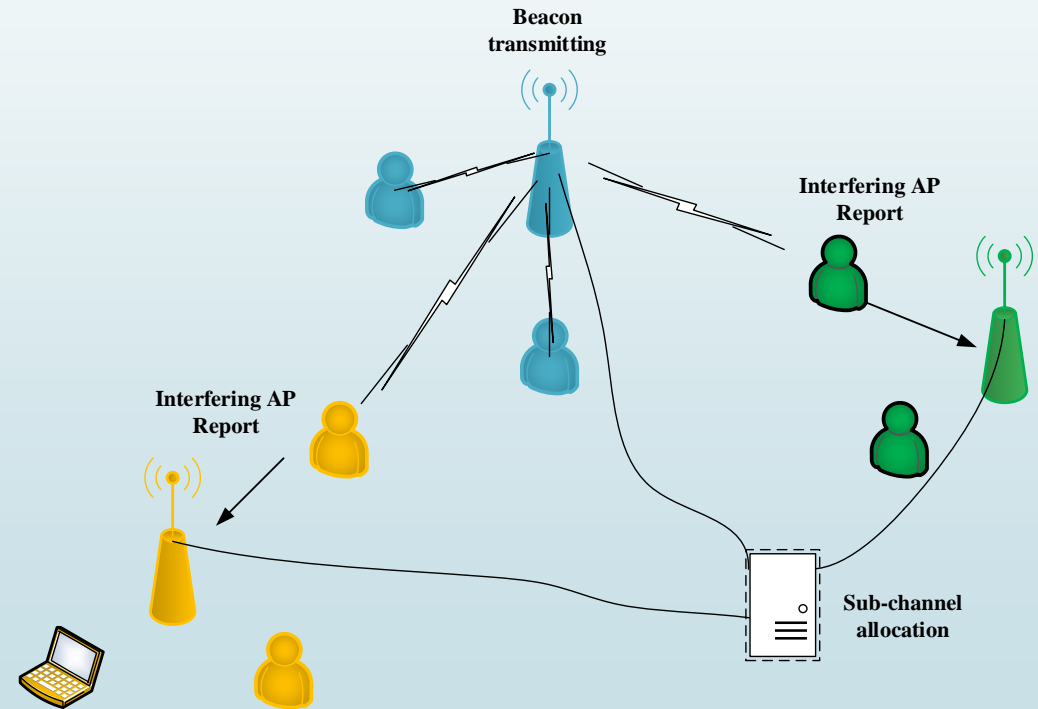 Beacon
transmitting
Interfering AP
Report
Interfering AP
Report
Sub-channel
allocation